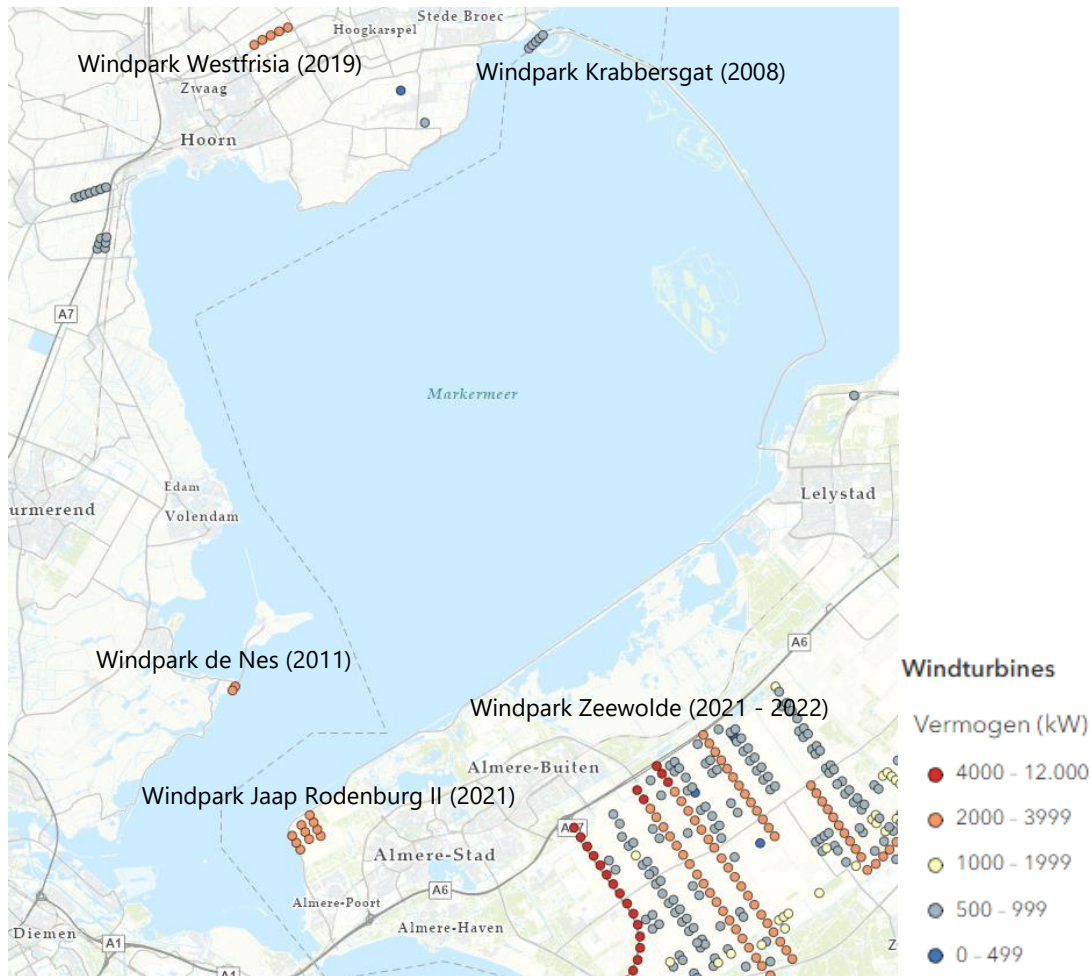 Stede Broec
Hoogkarspel
Windpark Westfrisia (2019)
Windpark Krabbersgat (2008)
Zwaag
Hoorn
A7
Markermeer
Edam
Volendam
urmerend
Lelystad
A6
Windpark de Nes (2011)
Windturbines
Windpark Zeewolde (2021 - 2022)
Vermogen (kW)
Almere-Buiten
4000 - 12.000
Windpark Jaap Rodenburg II (2021)
2000 - 3999
Almere-Stad
1000 - 1999
A6
Almere-Poort
500 - 999
Almere-Haven
Diemen
A1
Z
0 - 499
A1